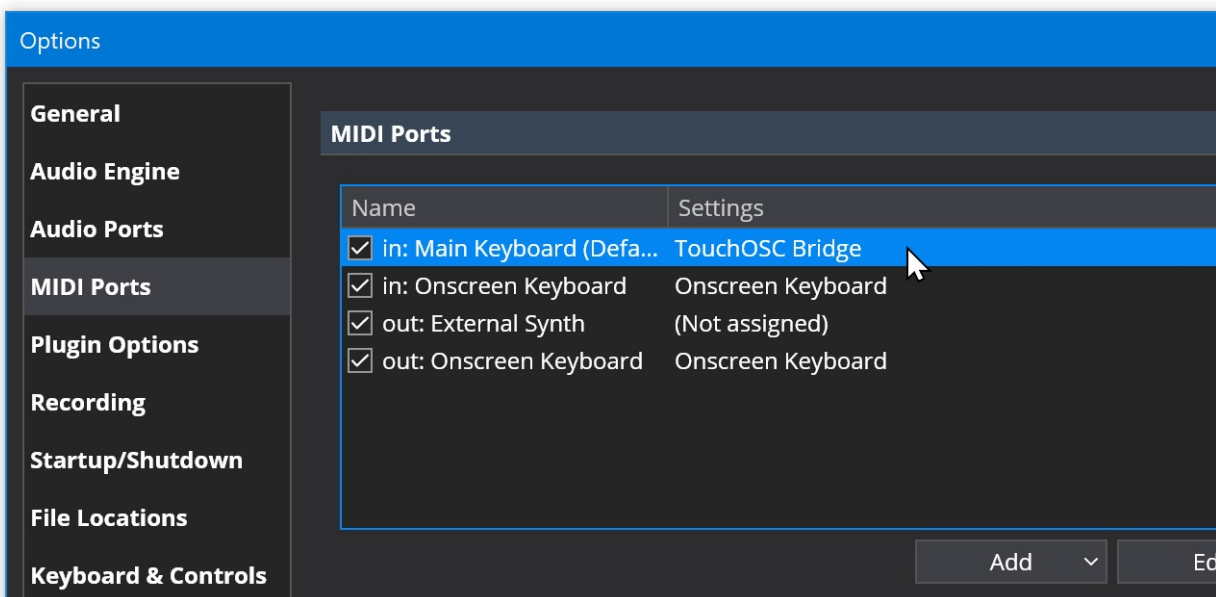 Options
General
Audio Engine
Audio Ports
MIDI Ports
Plugin Options
Recording
Startup/Shutdown
File Locations
Keyboard & Controls
MIDI Ports
Name Settings
in: Main Keyboard (Defa... TouchOSC Bridge
in: Onscreen Keyboard Onscreen Keyboard
out: External Synth (Not assigned)
out: Onscreen Keyboard Onscreen Keyboard
Add Ed